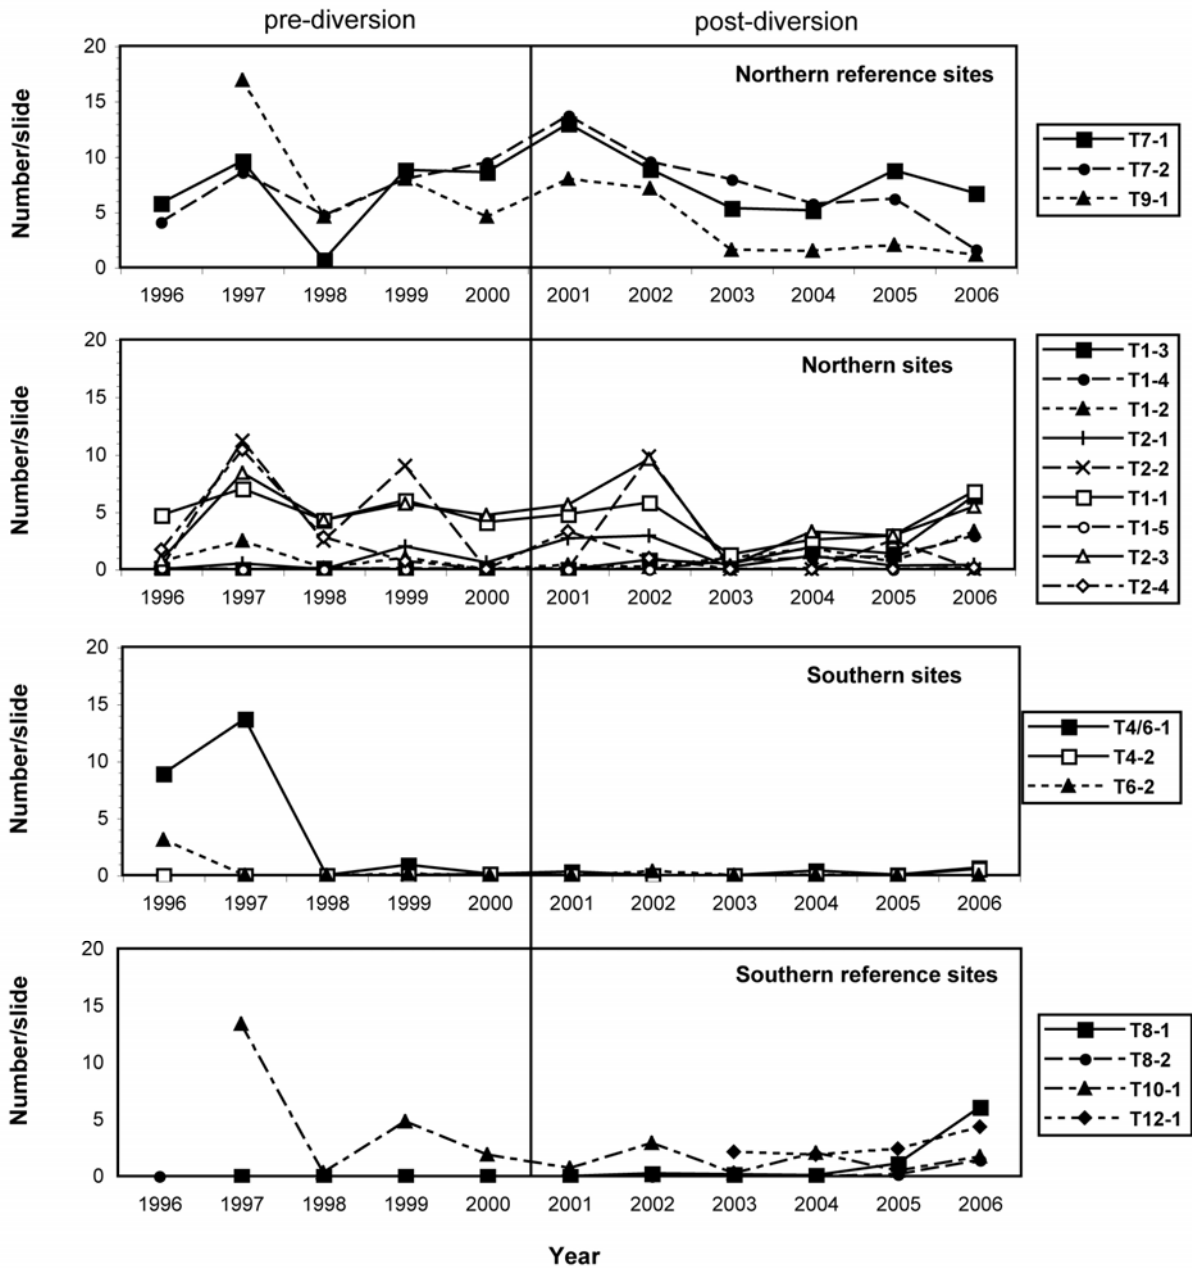 pre-diversion
post-diversion
Number/slide
20
15
10
5
0
Northern reference sites
1996 1997 1998 1999 2000 2001 2002 2003 2004 2005 2006
T7-1
T7-2
T9-1
Number/slide
20
15
10
5
0
Northern sites
1996 1997 1998 1999 2000 2001 2002 2003 2004 2005 2006
T1-3
T1-4
T1-2
T2-1
T2-2
T1-1
T1-5
T2-3
T2-4
Number/slide
20
15
10
5
0
Southern sites
1996 1997 1998 1999 2000 2001 2002 2003 2004 2005 2006
T4/6-1
T4-2
T6-2
Number/slide
20
15
10
5
0
Southern reference sites
1996 1997 1998 1999 2000 2001 2002 2003 2004 2005 2006
T8-1
T8-2
T10-1
T12-1
Year